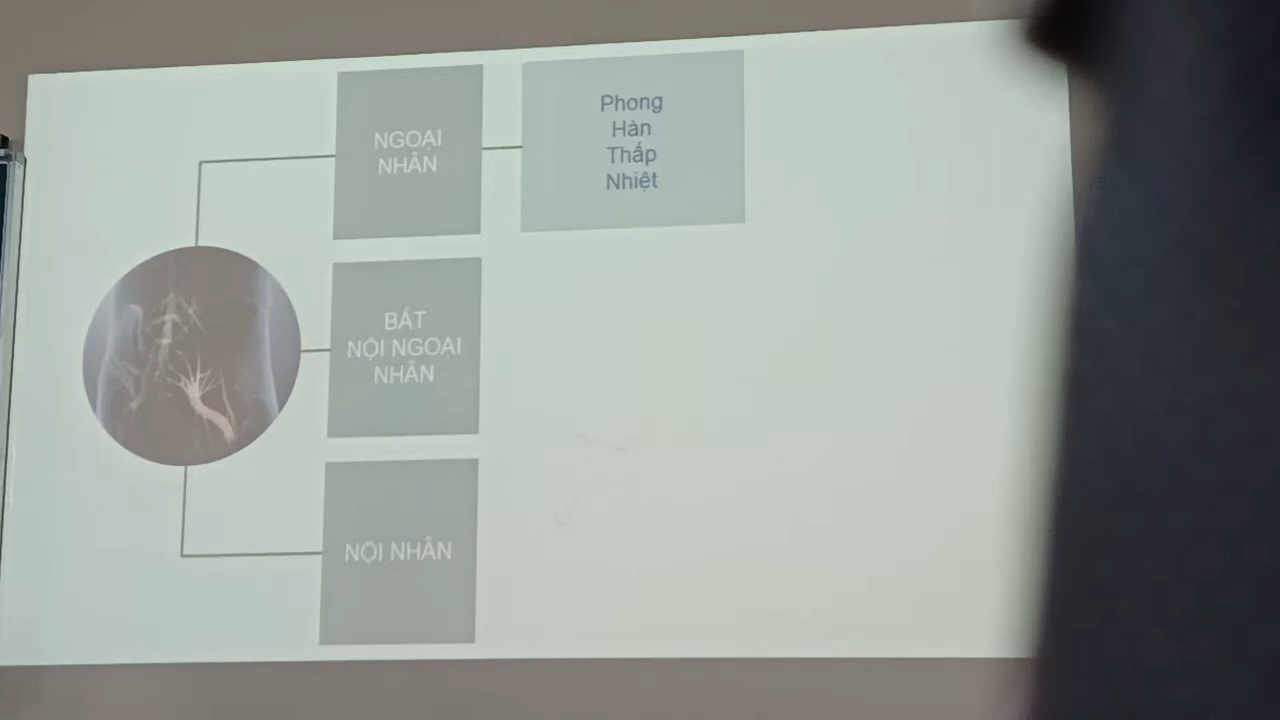 NGOẠI
NHÂN
Phong
Hàn
Thấp
Nhiệt
BẤT
NỘI NGOẠI
NHÂN
NỘI NHÂN